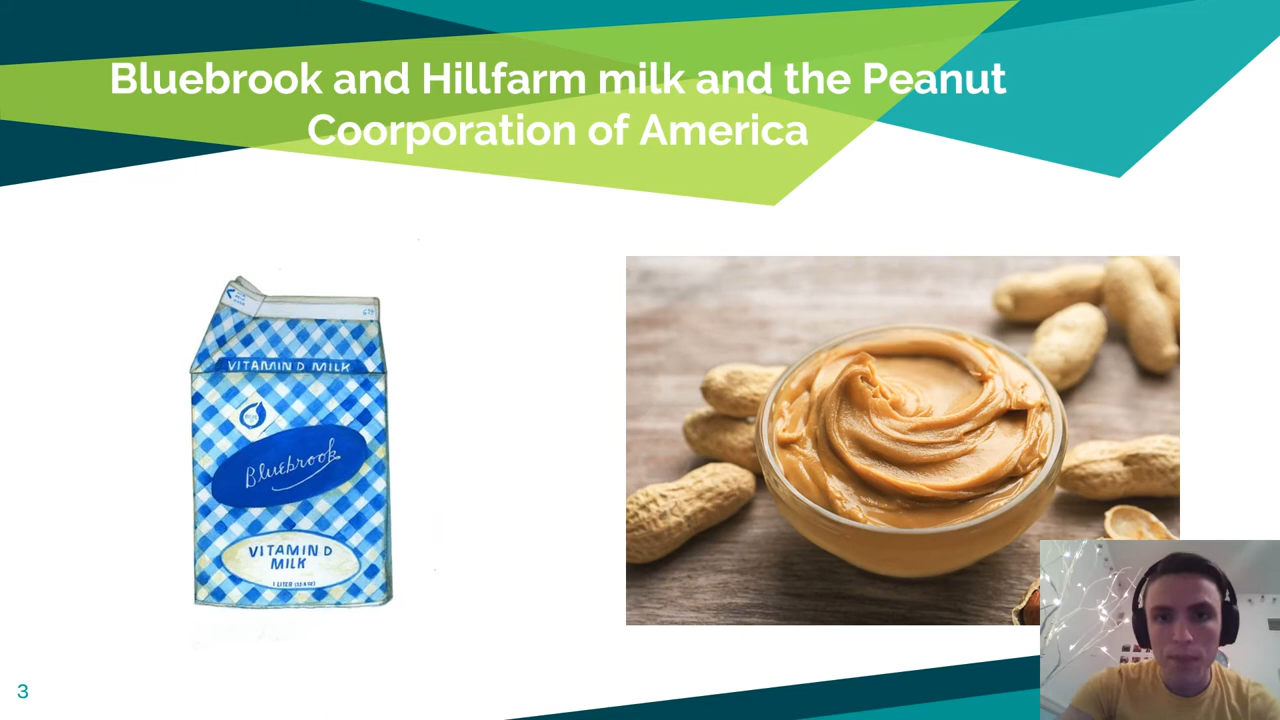 Bluebrook and Hillfarm milk and the Peanut
Coorporation of America
VITAMIN D MILK
Bluebrook
VITAMIN D
MILK
3